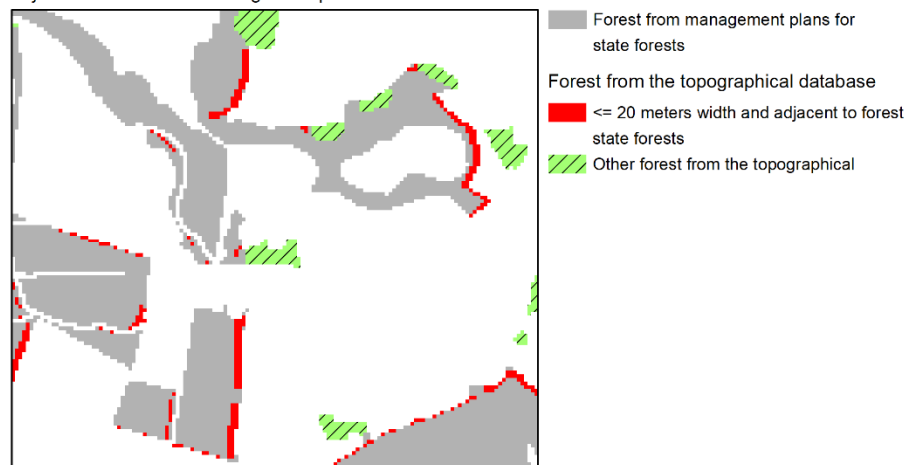 Forest from management plans for
state forests
Forest from the topographical database
<= 20 meters width and adjacent to forest
state forests
Other forest from the topographical